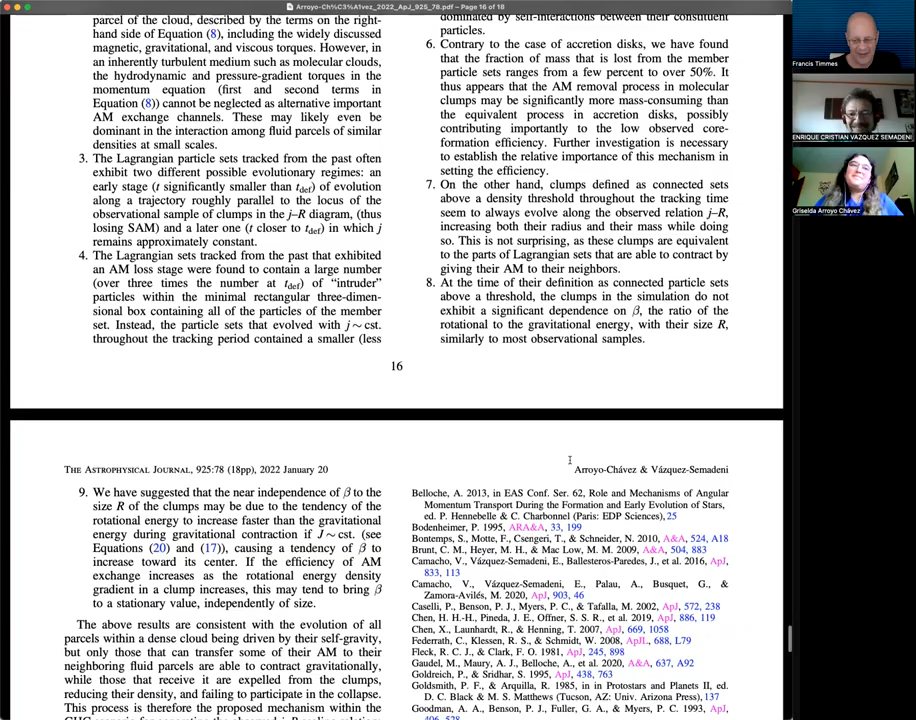 Arroyo-Ch%C3%A1vez_2022_ApJ_925_78.pdf — Page 16 of 18
parcel of the cloud, described by the terms on the right-
hand side of Equation (8), including the widely discussed
magnetic, gravitational, and viscous torques. However, in
an inherently turbulent medium such as molecular clouds,
the hydrodynamic and pressure-gradient torques in the
momentum equation (first and second terms in
Equation (8)) cannot be neglected as alternative important
AM exchange channels. These may likely even be
dominant in the interaction among fluid parcels of similar
densities at small scales.
3. The Lagrangian particle sets tracked from the past often
exhibit two different possible evolutionary regimes: an
early stage (t significantly smaller than tdef) of evolution
along a trajectory roughly parallel to the locus of the
observational sample of clumps in the j–R diagram, (thus
losing SAM) and a later one (t closer to tdef) in which j
remains approximately constant.
4. The Lagrangian sets tracked from the past that exhibited
an AM loss stage were found to contain a large number
(over three times the number at tdef) of “intruder”
particles within the minimal rectangular three-dimen-
sional box containing all of the particles of the member
set. Instead, the particle sets that evolved with j ~ cst.
throughout the tracking period contained a smaller (less
dominated by self-interactions between their constituent
particles.
6. Contrary to the case of accretion disks, we have found
that the fraction of mass that is lost from the member
particle sets ranges from a few percent to over 50%. It
thus appears that the AM removal process in molecular
clumps may be significantly more mass-consuming than
the equivalent process in accretion disks, possibly
contributing importantly to the low observed core-
formation efficiency. Further investigation is necessary
to establish the relative importance of this mechanism in
setting the efficiency.
7. On the other hand, clumps defined as connected sets
above a density threshold throughout the tracking time
seem to always evolve along the observed relation j–R,
increasing both their radius and their mass while doing
so. This is not surprising, as these clumps are equivalent
to the parts of Lagrangian sets that are able to contract by
giving their AM to their neighbors.
8. At the time of their definition as connected particle sets
above a threshold, the clumps in the simulation do not
exhibit a significant dependence on β, the ratio of the
rotational to the gravitational energy, with their size R,
similarly to most observational samples.
16
THE ASTROPHYSICAL JOURNAL, 925:78 (18pp), 2022 January 20
Arroyo-Chávez & Vázquez-Semadeni
9. We have suggested that the near independence of β to the
size R of the clumps may be due to the tendency of the
rotational energy to increase faster than the gravitational
energy during gravitational contraction if J ~ cst. (see
Equations (20) and (17)), causing a tendency of β to
increase toward its center. If the efficiency of AM
exchange increases as the rotational energy density
gradient in a clump increases, this may tend to bring β
to a stationary value, independently of size.
The above results are consistent with the evolution of all
parcels within a dense cloud being driven by their self-gravity,
but only those that can transfer some of their AM to their
neighboring fluid parcels are able to contract gravitationally,
while those that receive it are expelled from the clumps,
reducing their density, and failing to participate in the collapse.
This process is therefore the proposed mechanism within the
Belloche, A. 2013, in EAS Conf. Ser. 62, Role and Mechanisms of Angular
Momentum Transport During the Formation and Early Evolution of Stars,
ed. P. Hennebelle & C. Charbonnel (Paris: EDP Sciences), 25
Bodenheimer, P. 1995, ARA&A, 33, 199
Bontemps, S., Motte, F., Csengeri, T., & Schneider, N. 2010, A&A, 524, A18
Brunt, C. M., Heyer, M. H., & Mac Low, M. M. 2009, A&A, 504, 883
Camacho, V., Vázquez-Semadeni, E., Ballesteros-Paredes, J., et al. 2016, ApJ,
833, 113
Camacho, V., Vázquez-Semadeni, E., Palau, A., Busquet, G., &
Zamora-Avilés, M. 2020, ApJ, 903, 46
Caselli, P., Benson, P. J., Myers, P. C., & Tafalla, M. 2002, ApJ, 572, 238
Chen, H. H.-H., Pineda, J. E., Offner, S. S. R., et al. 2019, ApJ, 886, 119
Chen, X., Launhardt, R., & Henning, T. 2007, ApJ, 669, 1058
Federrath, C., Klessen, R. S., & Schmidt, W. 2008, ApJL, 688, L79
Fleck, R. C. J., & Clark, F. O. 1981, ApJ, 245, 898
Gaudel, M., Maury, A. J., Belloche, A., et al. 2020, A&A, 637, A92
Goldreich, P., & Sridhar, S. 1995, ApJ, 438, 763
Goldsmith, P. F., & Arquilla, R. 1985, in in Protostars and Planets II, ed.
D. C. Black & M. S. Matthews (Tucson, AZ: Univ. Arizona Press), 137
Goodman, A. A., Benson, P. J., Fuller, G. A., & Myers, P. C. 1993, ApJ,
406, 528
Francis Timmes
ENRIQUE CRISTIAN VAZQUEZ SEMADENI
Griselda Arroyo Chávez